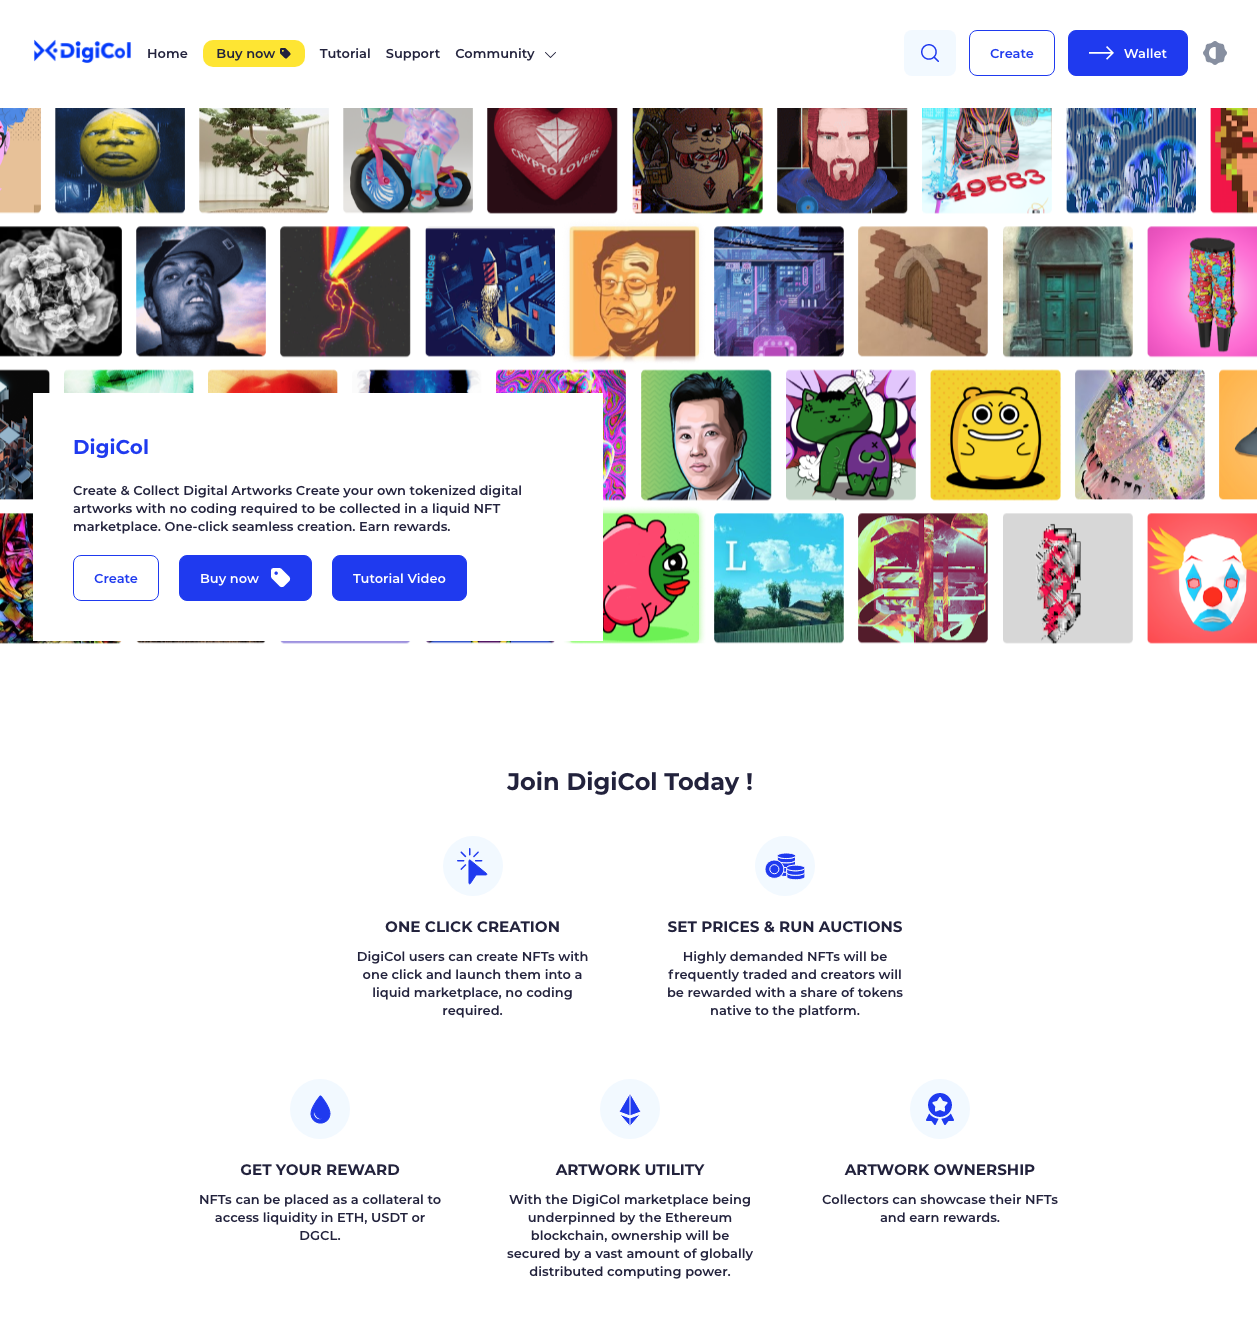 DigiCol
Home
Buy now
Tutorial
Support
Community
Create
Wallet
CRYPTO LOVERS
49583
L
DigiCol
Create & Collect Digital Artworks Create your own tokenized digital
artworks with no coding required to be collected in a liquid NFT
marketplace. One-click seamless creation. Earn rewards.
Create
Buy now
Tutorial Video
Join DigiCol Today !
ONE CLICK CREATION
DigiCol users can create NFTs with
one click and launch them into a
liquid marketplace, no coding
required.
SET PRICES & RUN AUCTIONS
Highly demanded NFTs will be
frequently traded and creators will
be rewarded with a share of tokens
native to the platform.
GET YOUR REWARD
NFTs can be placed as a collateral to
access liquidity in ETH, USDT or
DGCL.
ARTWORK UTILITY
With the DigiCol marketplace being
underpinned by the Ethereum
blockchain, ownership will be
secured by a vast amount of globally
distributed computing power.
ARTWORK OWNERSHIP
Collectors can showcase their NFTs
and earn rewards.